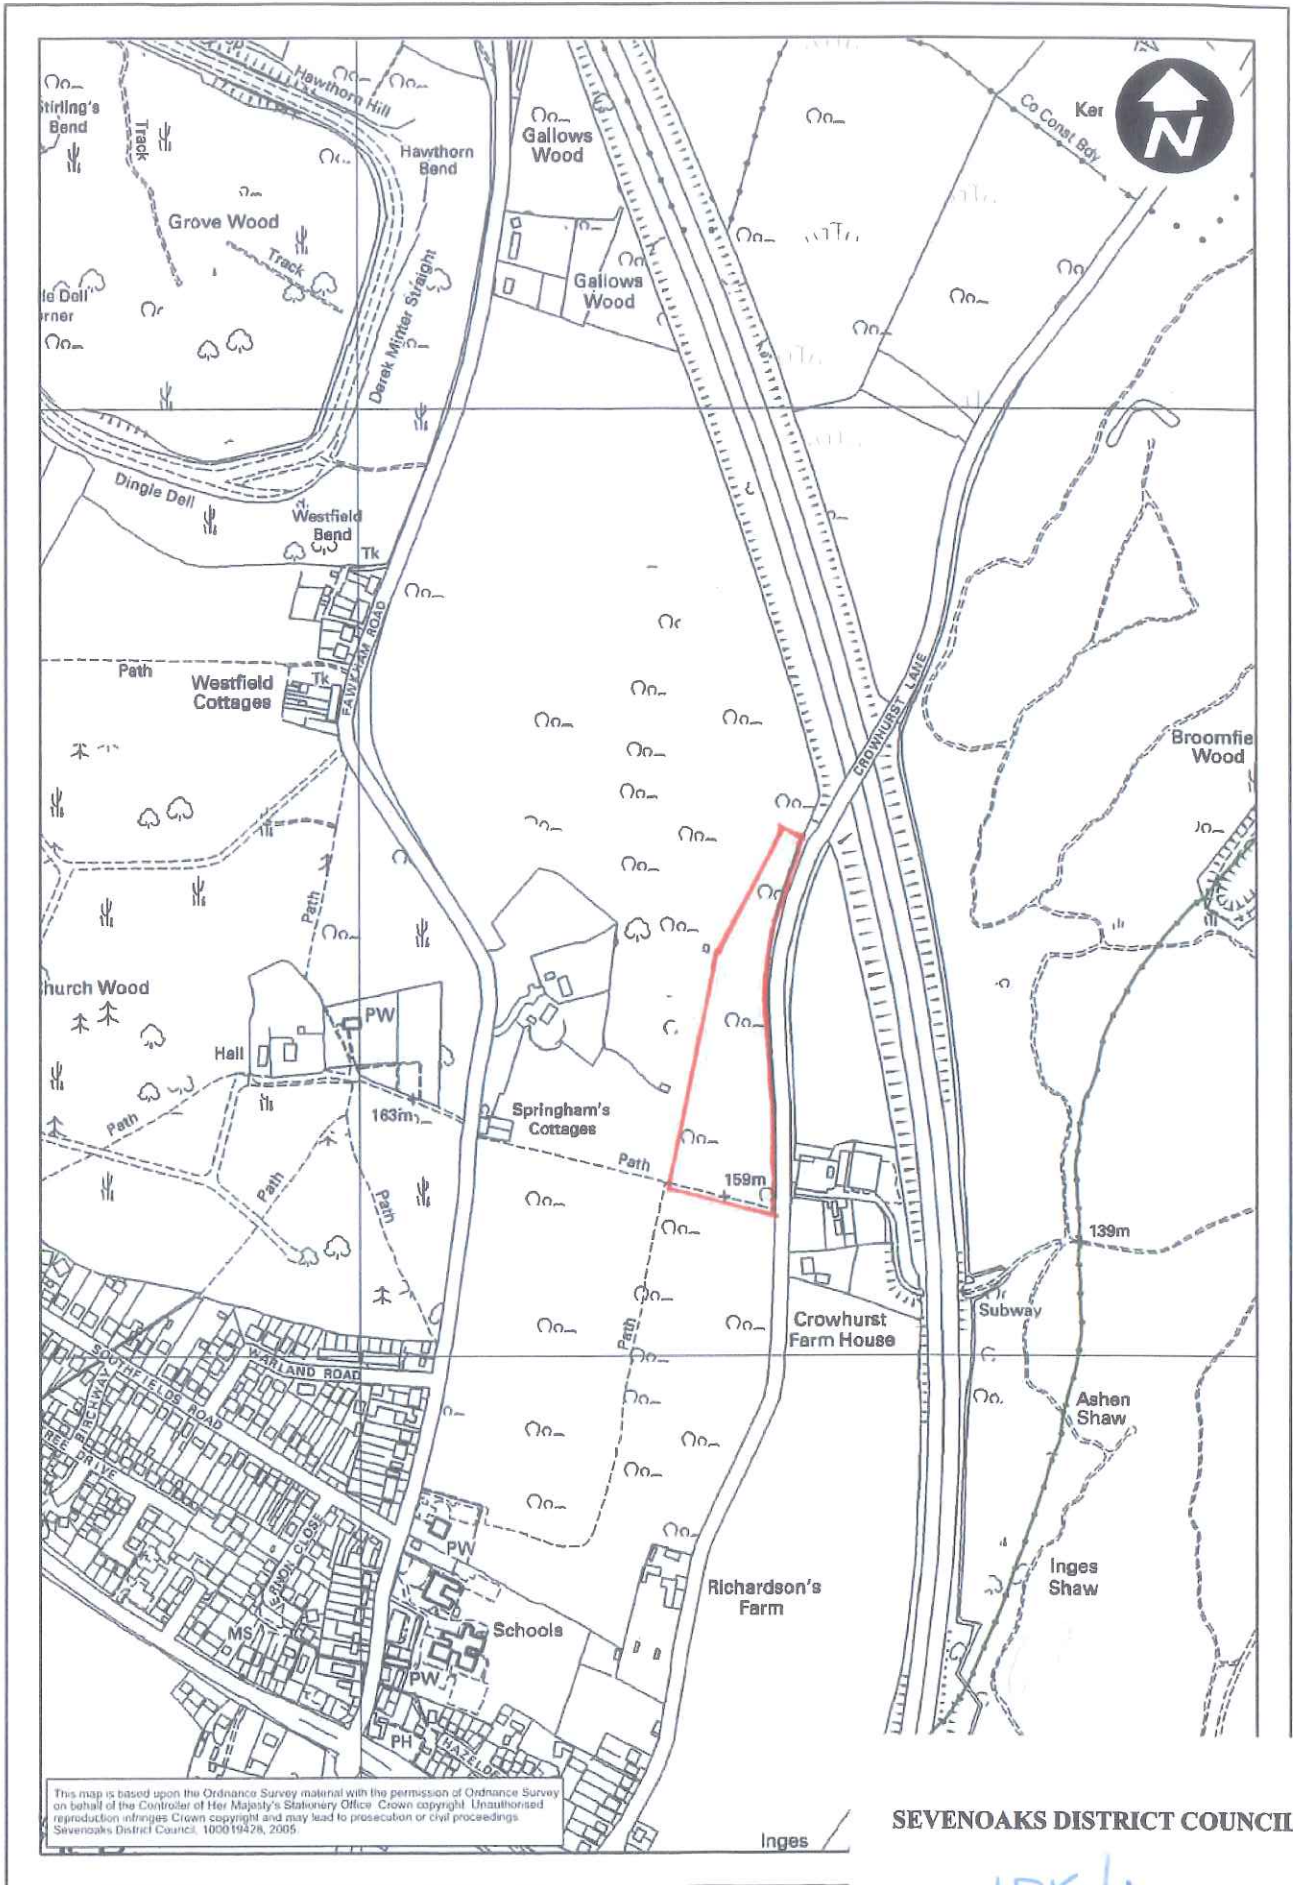 Hawthorn Hill
Stirling's
Bend
Track
Gallows
Wood
Ker
N
Co Const Bdy
Hawthorn
Bend
Grove Wood
Track
Gallows
Wood
Derek Minter Straight
Dingle Dell
Westfield
Bend
Tk
FAWKHAM ROAD
Path
Tk
Westfield
Cottages
CROWHURST LANE
Broomfie
Wood
Path
hurch Wood
PW
Hall
163m
Springham's
Cottages
Path
Path
Path
Path
159m
139m
Subway
Crowhurst
Farm House
Path
WARLAND ROAD
SOUTHFIELDS ROAD
BIRCHWAY
REE DRIVE
Ashen
Shaw
VERNON CLOSE
PW
Inges
Shaw
Richardson's
Farm
MS
Schools
PW
PH
HAZELDE
This map is based upon the Ordnance Survey material with the permission of Ordnance Survey
on behalf of the Controller of Her Majesty's Stationery Office Crown copyright. Unauthorised
reproduction infringes Crown copyright and may lead to prosecution or civil proceedings.
Sevenoaks District Council, 100019428, 2005.
SEVENOAKS DISTRICT COUNCIL
Inges